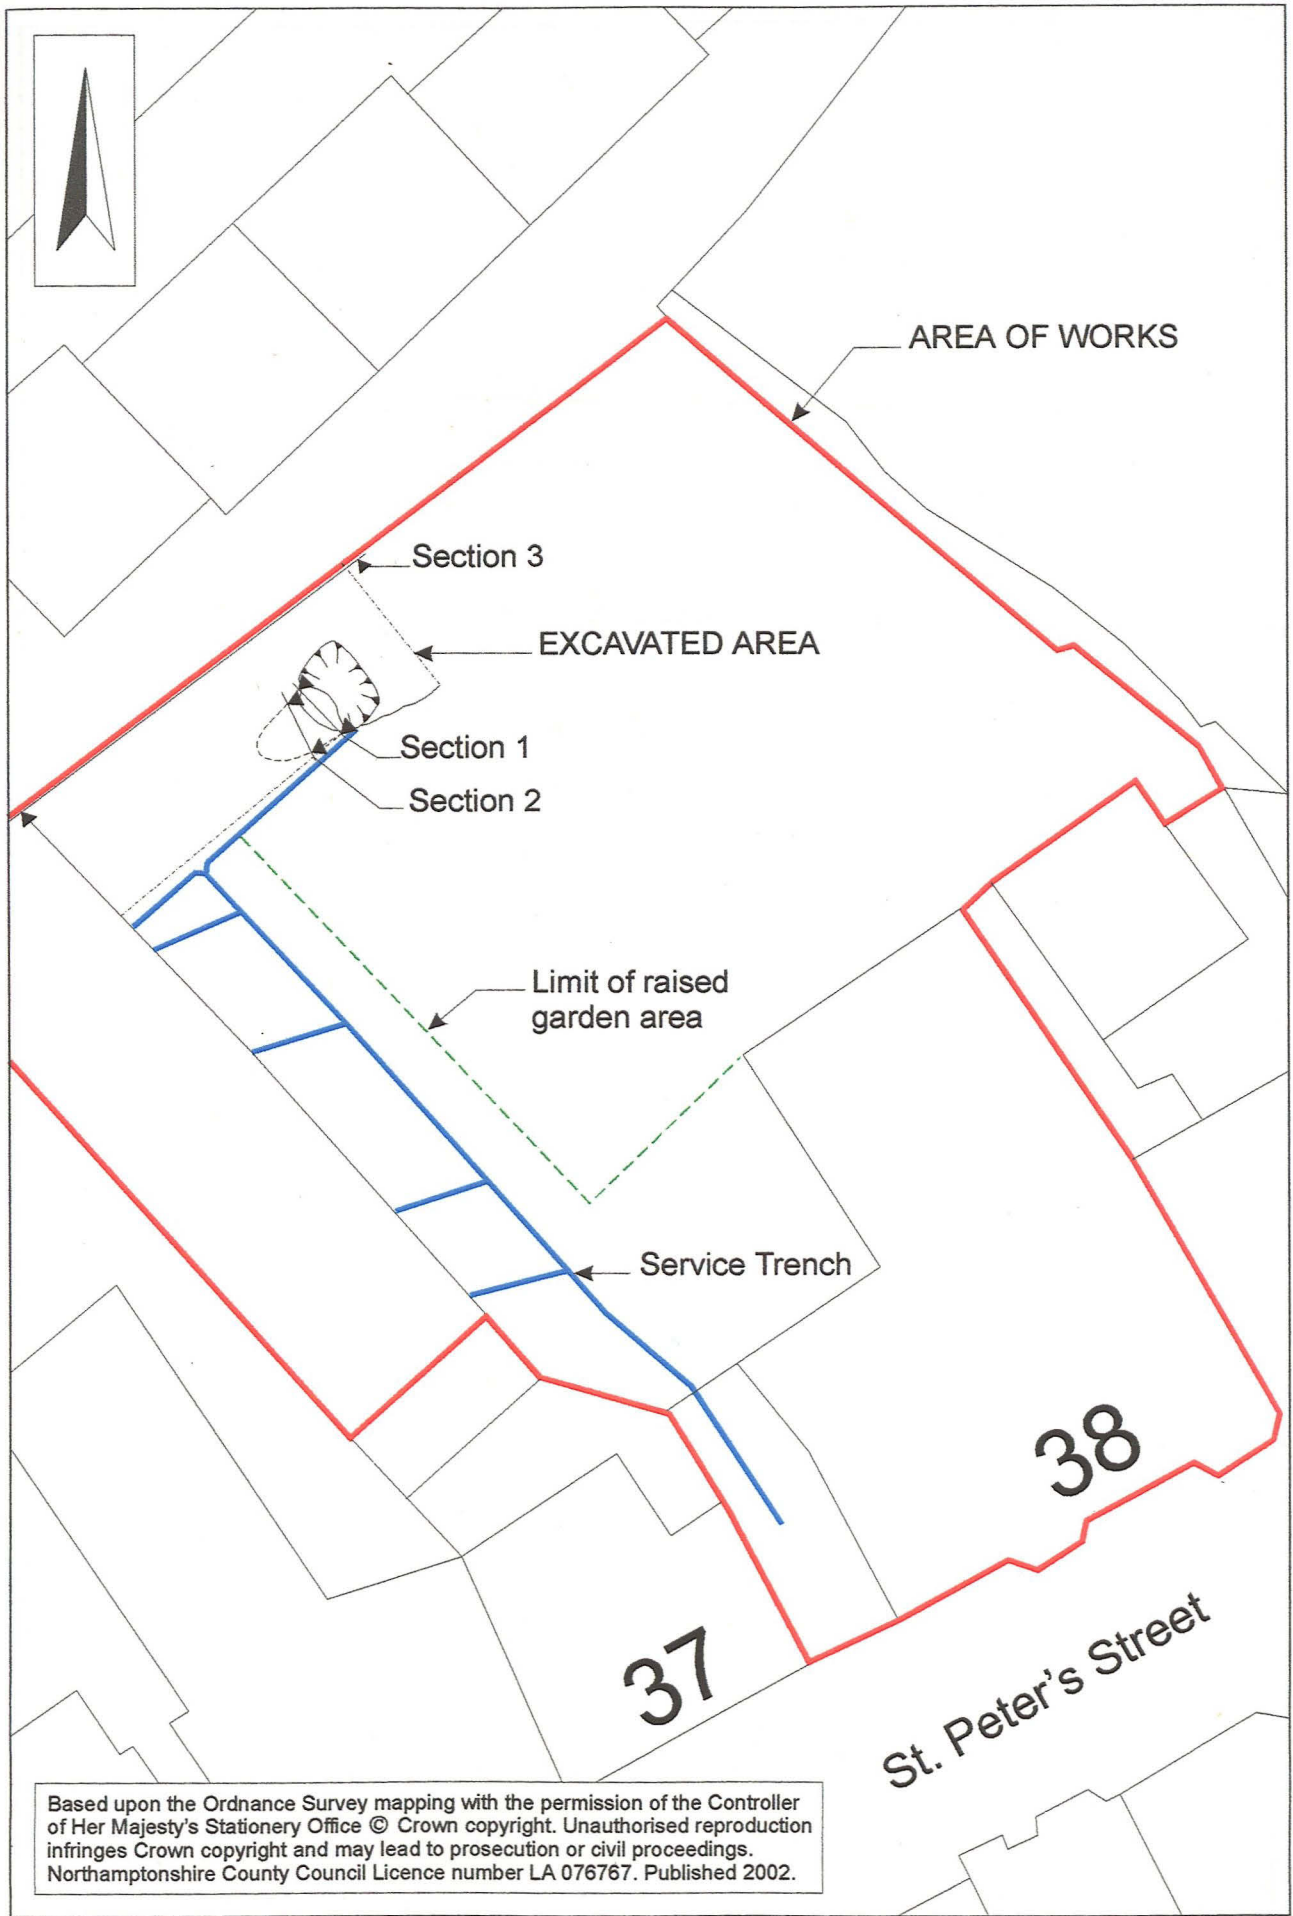 AREA OF WORKS
Section 3
EXCAVATED AREA
Section 1
Section 2
Limit of raised
garden area
Service Trench
38
37
St. Peter's Street
Based upon the Ordnance Survey mapping with the permission of the Controller
of Her Majesty's Stationery Office © Crown copyright. Unauthorised reproduction
infringes Crown copyright and may lead to prosecution or civil proceedings.
Northamptonshire County Council Licence number LA 076767. Published 2002.